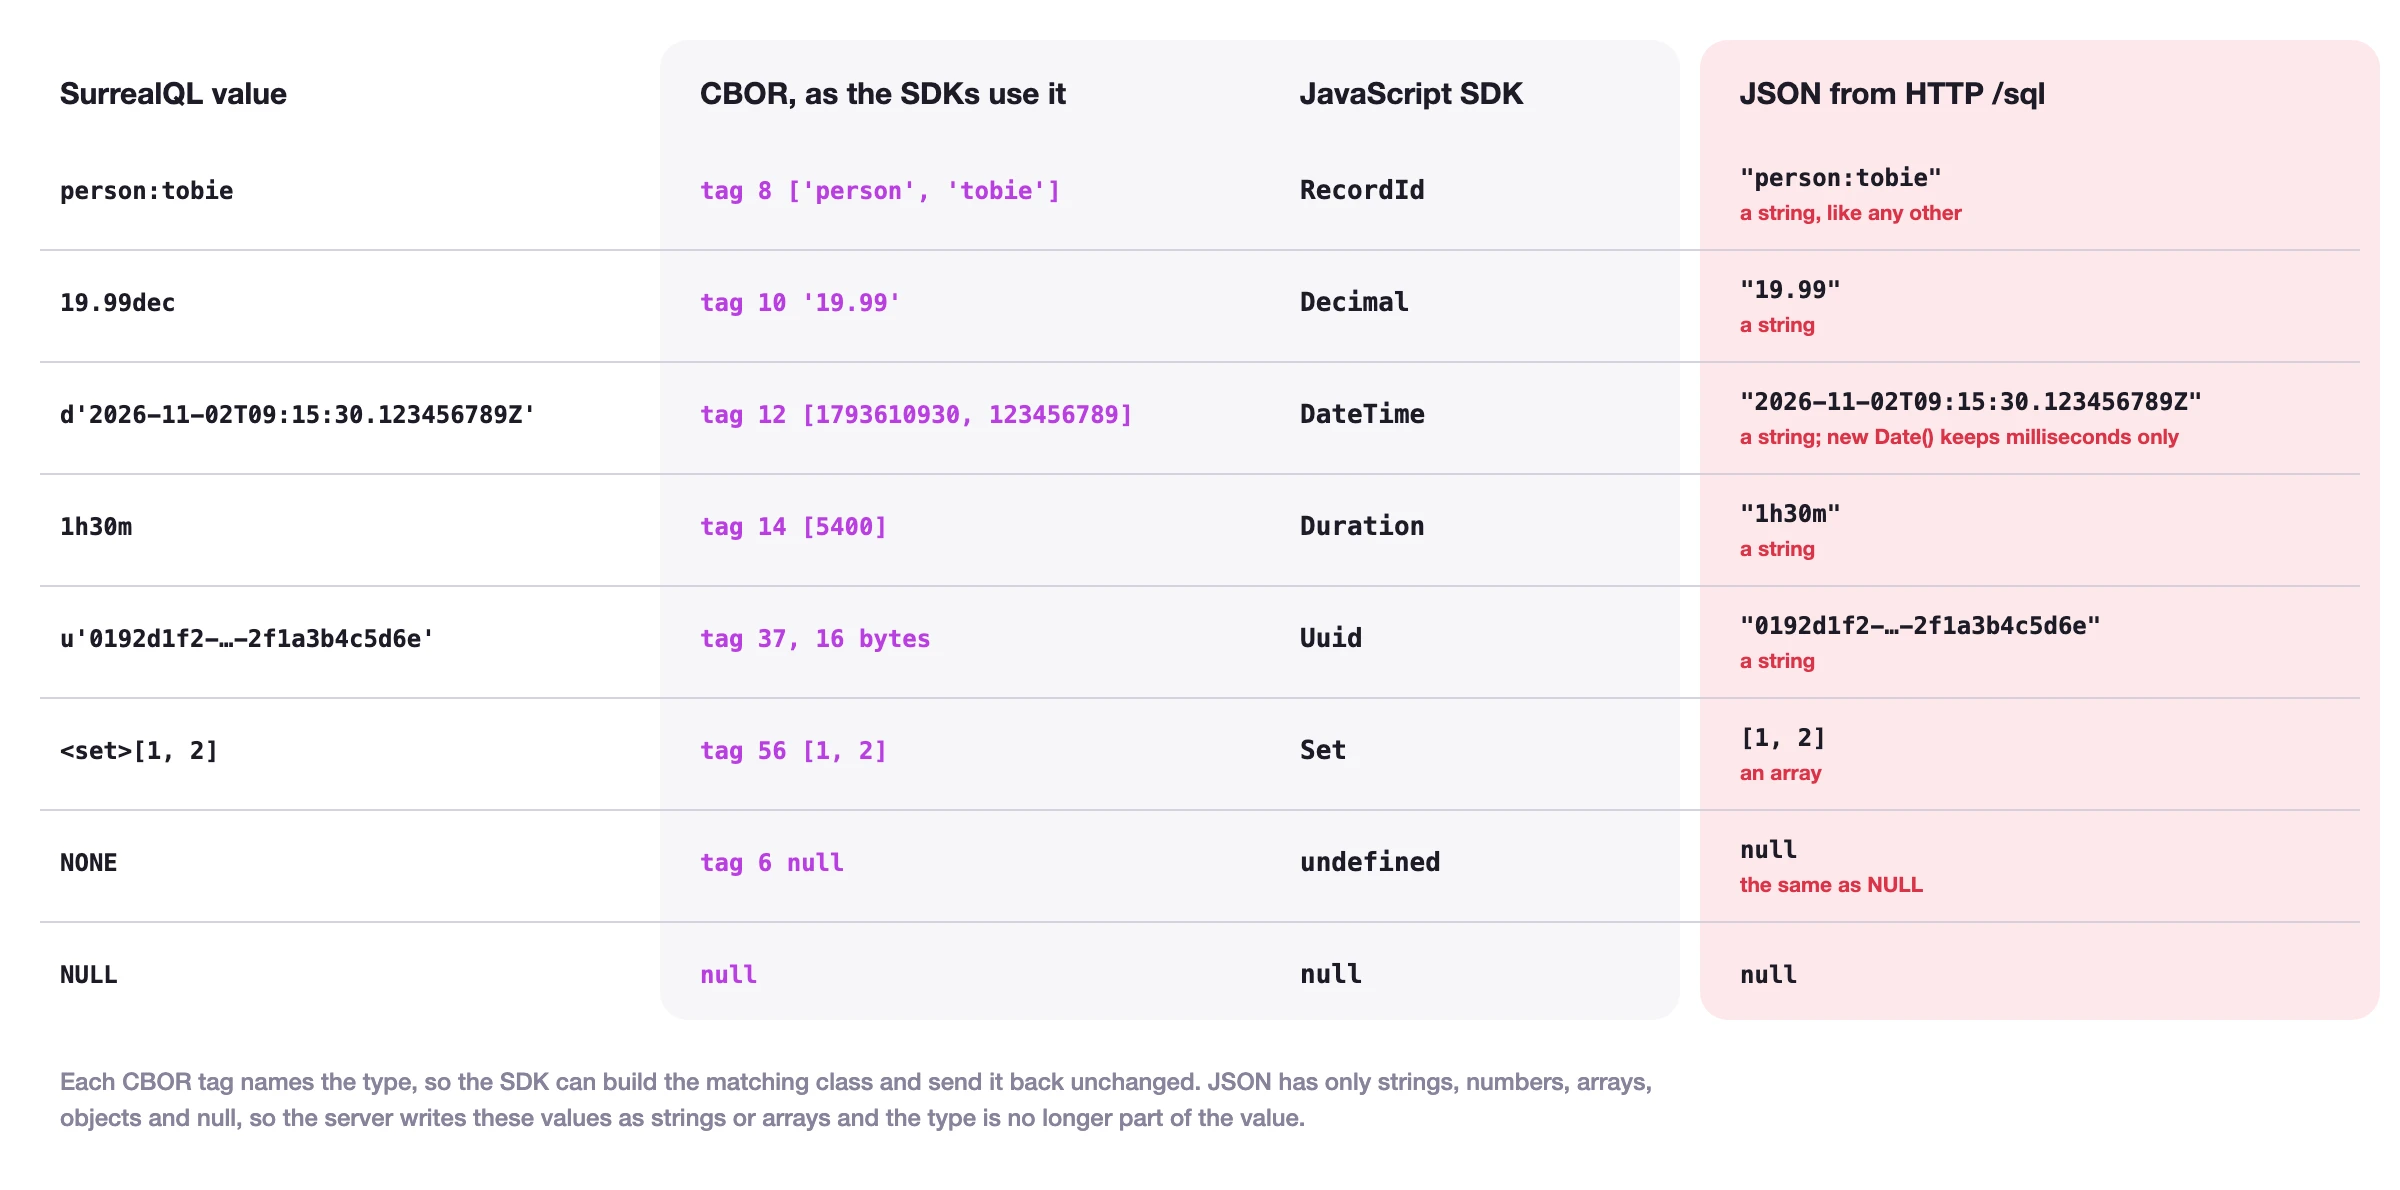 SurrealQL value	CBOR, as the SDKs use it	JavaScript SDK	JSON from HTTP /sql
person:tobie	tag 8 ['person', 'tobie']	RecordId	"person:tobie"
a string, like any other
19.99dec	tag 10 '19.99'	Decimal	"19.99"
a string
d'2026-11-02T09:15:30.123456789Z'	tag 12 [1793610930, 123456789]	DateTime	"2026-11-02T09:15:30.123456789Z"
a string; new Date() keeps milliseconds only
1h30m	tag 14 [5400]	Duration	"1h30m"
a string
u'0192d1f2-…-2f1a3b4c5d6e'	tag 37, 16 bytes	Uuid	"0192d1f2-…-2f1a3b4c5d6e"
a string
<set>[1, 2]	tag 56 [1, 2]	Set	[1, 2]
an array
NONE	tag 6 null	undefined	null
the same as NULL
NULL	null	null	null
Each CBOR tag names the type, so the SDK can build the matching class and send it back unchanged. JSON has only strings, numbers, arrays,
objects and null, so the server writes these values as strings or arrays and the type is no longer part of the value.